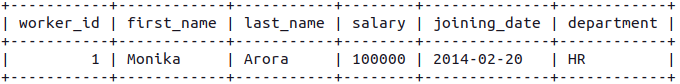 +-----------+------------+-----------+--------+--------------+------------+
| worker_id | first_name | last_name | salary | joining_date | department |
+-----------+------------+-----------+--------+--------------+------------+
|         1 | Monika     | Arora     | 100000 | 2014-02-20   | HR         |
+-----------+------------+-----------+--------+--------------+------------+